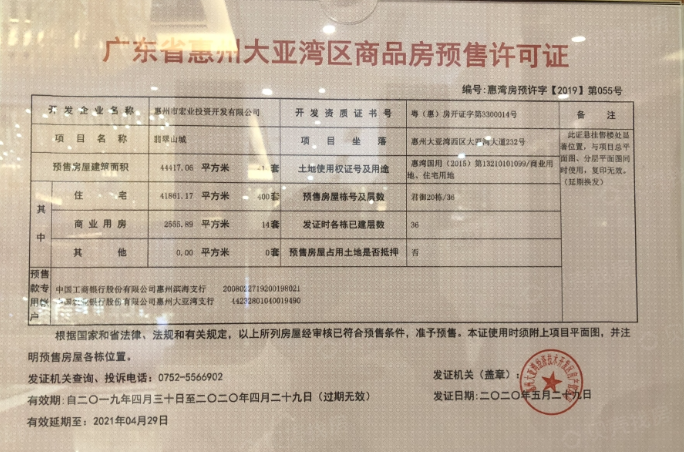 广东省惠州大亚湾区商品房预售许可证
编号:惠湾房预许字【2019】第055号
开发企业名称 惠州市宏业投资开发有限公司 开发资质证书号 粤（惠）房开证字第3300014号 备 注
项目名称 翡翠山城 项目坐落 惠州大亚湾西区大亚湾大道232号
预售房屋建筑面积 44417.06 平方米 套 土地使用权证号及用途 惠湾国用（2015）第13210101099/商业用地、住宅用地
其中 住 宅 41861.17 平方米 400套 预售房屋栋号及层数 君御20栋/36
商业用房 2555.89 平方米 14套 发证时各栋已建层数 36
其 他 0.00 平方米 0套 预售房屋占用土地是否抵押 否
此证悬挂售楼处显
著位置，与项目总平
面图、分层平面图同
时使用，复印无效。
（延期换发）
预售款专用帐户
中国工商银行股份有限公司惠州滨海支行 2008022719200198021
银行股份有限公司惠州大亚湾支行 44232801040019490
根据国家和省法律、法规和有关规定，以上所列房屋经审核已符合预售条件，准予预售。本证使用时须附上项目平面图，并注
明预售房屋各栋位置。
发证机关查询、投诉电话：0752-5566902 发证机关（盖章）：
有效期:自二〇一九年四月三十日至二〇二〇年四月二十九日（过期无效） 发证日期:二〇二〇年五月二十九日
有效延期至：2021年04月29日